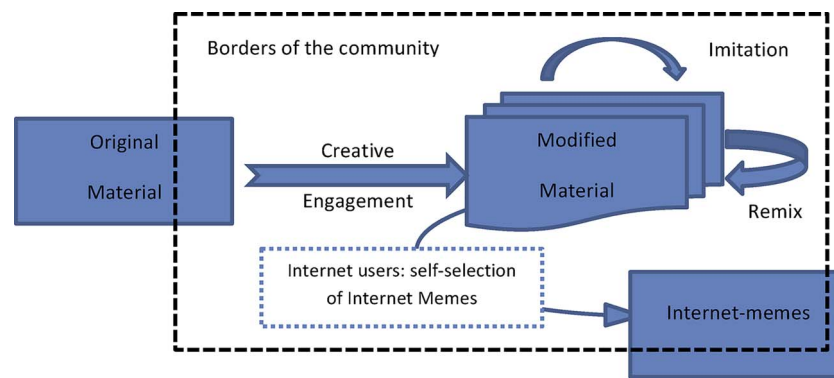 Borders of the community
Imitation
Original
Material
Creative
Engagement
Modified
Material
Remix
Internet users: self-selection
of Internet Memes
Internet-memes